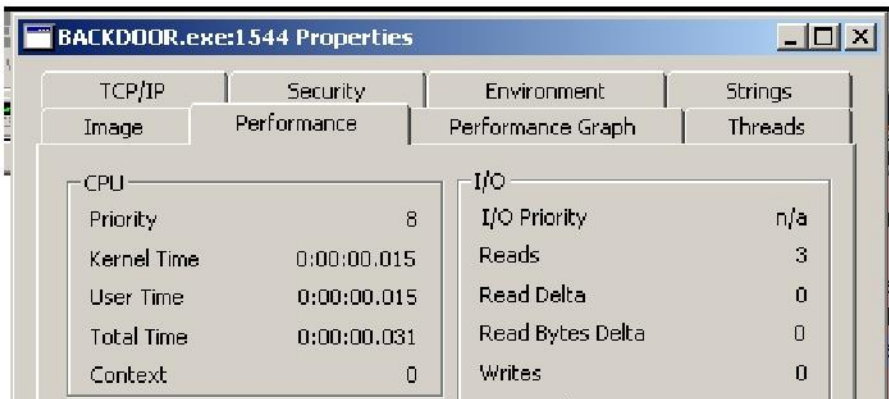 BACKDOOR.exe:1544 Properties
TCP/IP Security Environment Strings
Image Performance Performance Graph Threads
CPU
Priority 8
Kernel Time 0:00:00.015
User Time 0:00:00.015
Total Time 0:00:00.031
Context 0
I/O
I/O Priority n/a
Reads 3
Read Delta 0
Read Bytes Delta 0
Writes 0